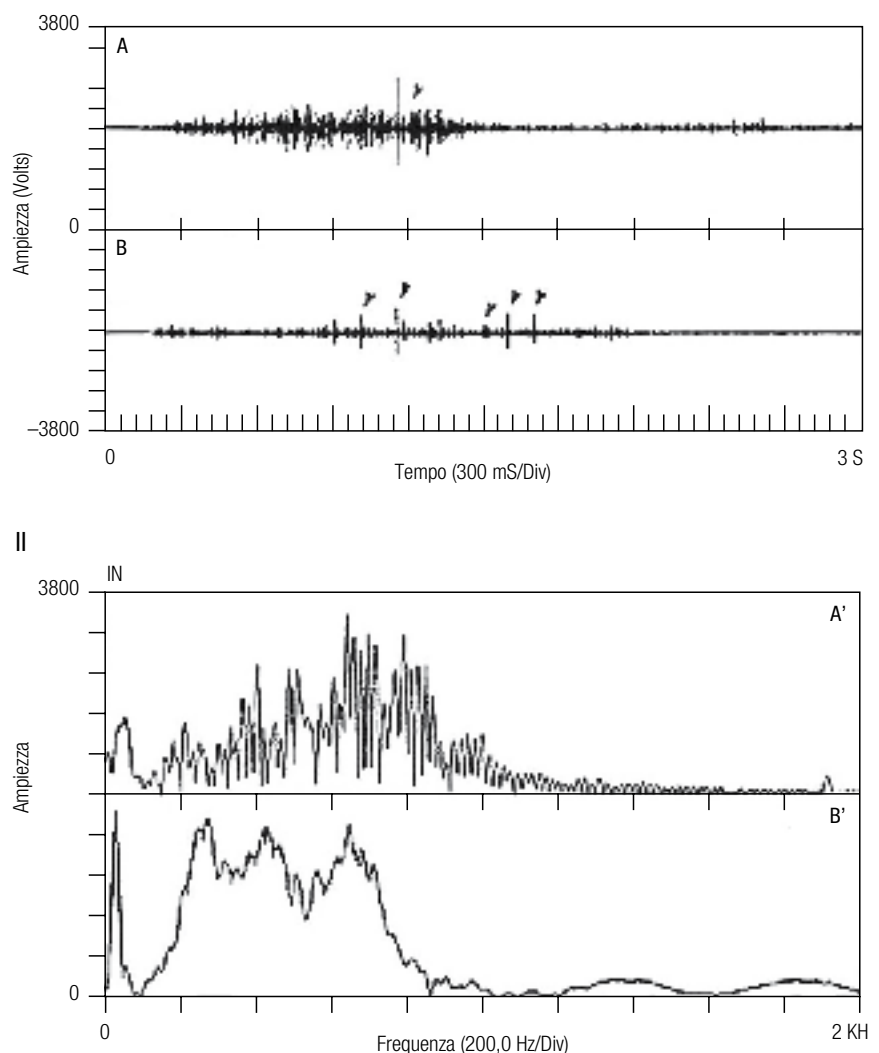 3800
A
Ampiezza (Volts)
0
B
–3800
0
3 S
Tempo (300 mS/Div)
II
IN
3800
A'
Ampiezza
B'
0
0
2 KH
Frequenza (200,0 Hz/Div)